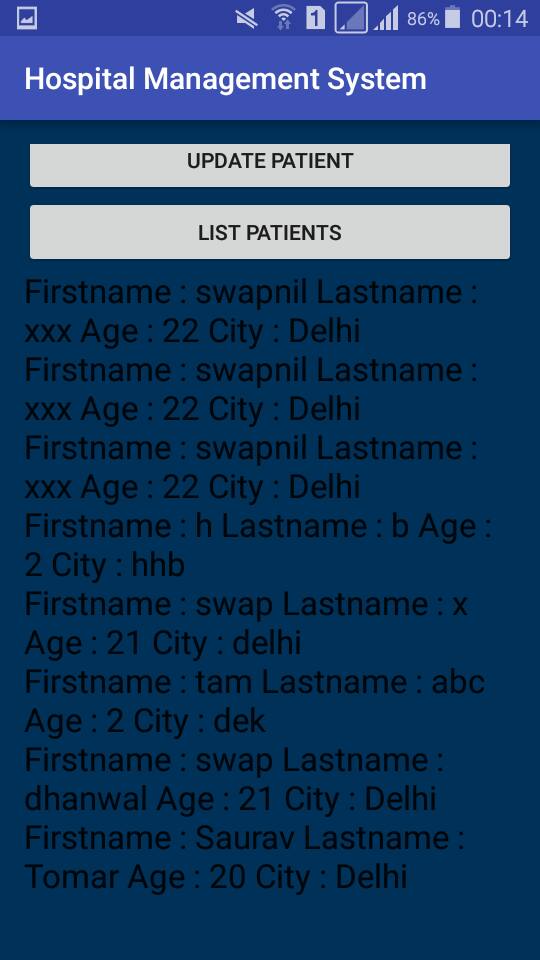 1 86% 00:14
Hospital Management System
UPDATE PATIENT
LIST PATIENTS
Firstname : swapnil Lastname :
xxx Age : 22 City : Delhi
Firstname : swapnil Lastname :
xxx Age : 22 City : Delhi
Firstname : swapnil Lastname :
xxx Age : 22 City : Delhi
Firstname : h Lastname : b Age :
2 City : hhb
Firstname : swap Lastname : x
Age : 21 City : delhi
Firstname : tam Lastname : abc
Age : 2 City : dek
Firstname : swap Lastname :
dhanwal Age : 21 City : Delhi
Firstname : Saurav Lastname :
Tomar Age : 20 City : Delhi